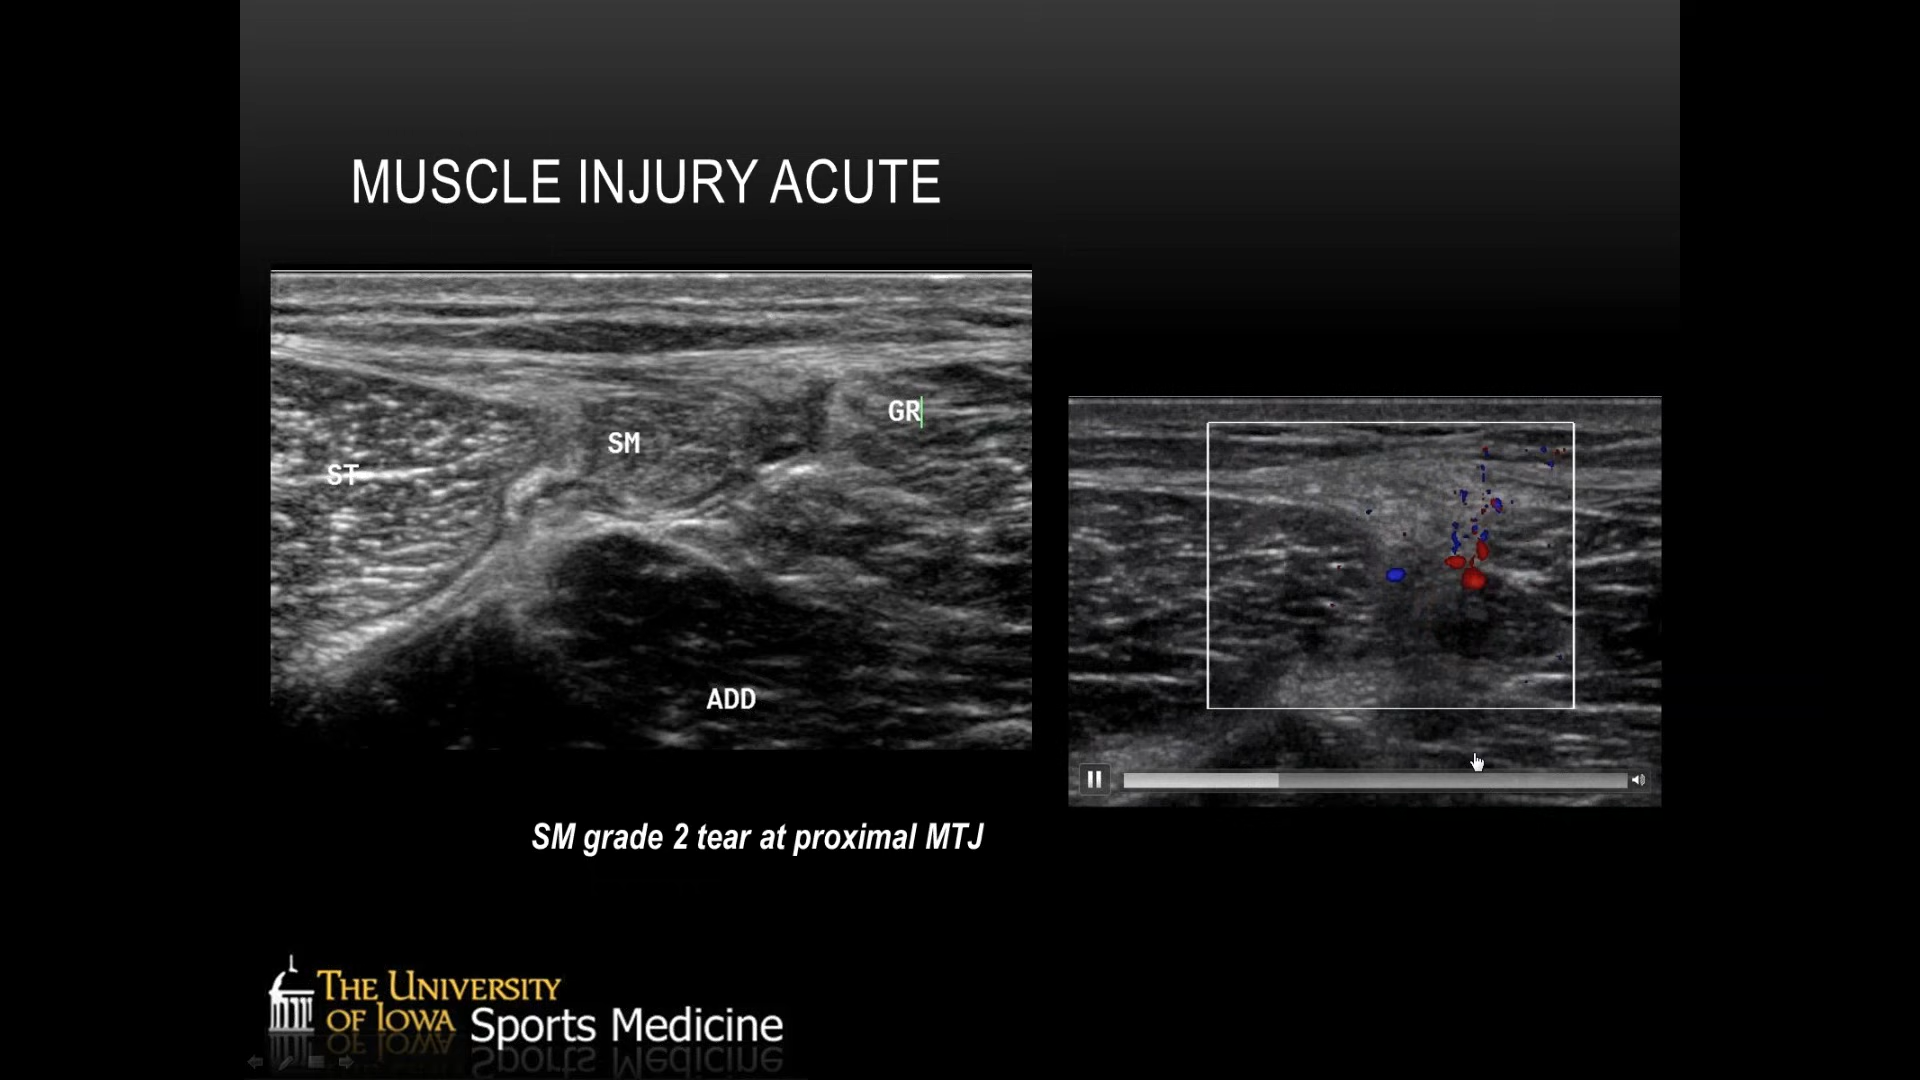 MUSCLE INJURY ACUTE
GR
SM
ST
ADD
SM grade 2 tear at proximal MTJ
THE UNIVERSITY
OF IOWA Sports Medicine